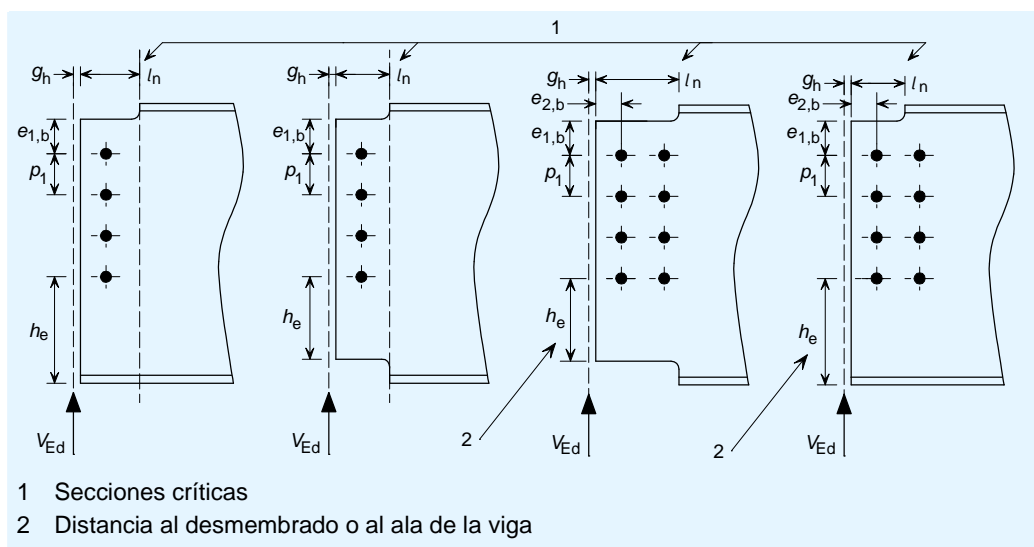 1
gh ln gh ln gh ln gh ln
e2,b e2,b
e1,b e1,b e1,b e1,b
p1 p1 p1 p1
he he he he
VEd VEd 2 VEd 2 VEd
1 Secciones críticas
2 Distancia al desmembrado o al ala de la viga